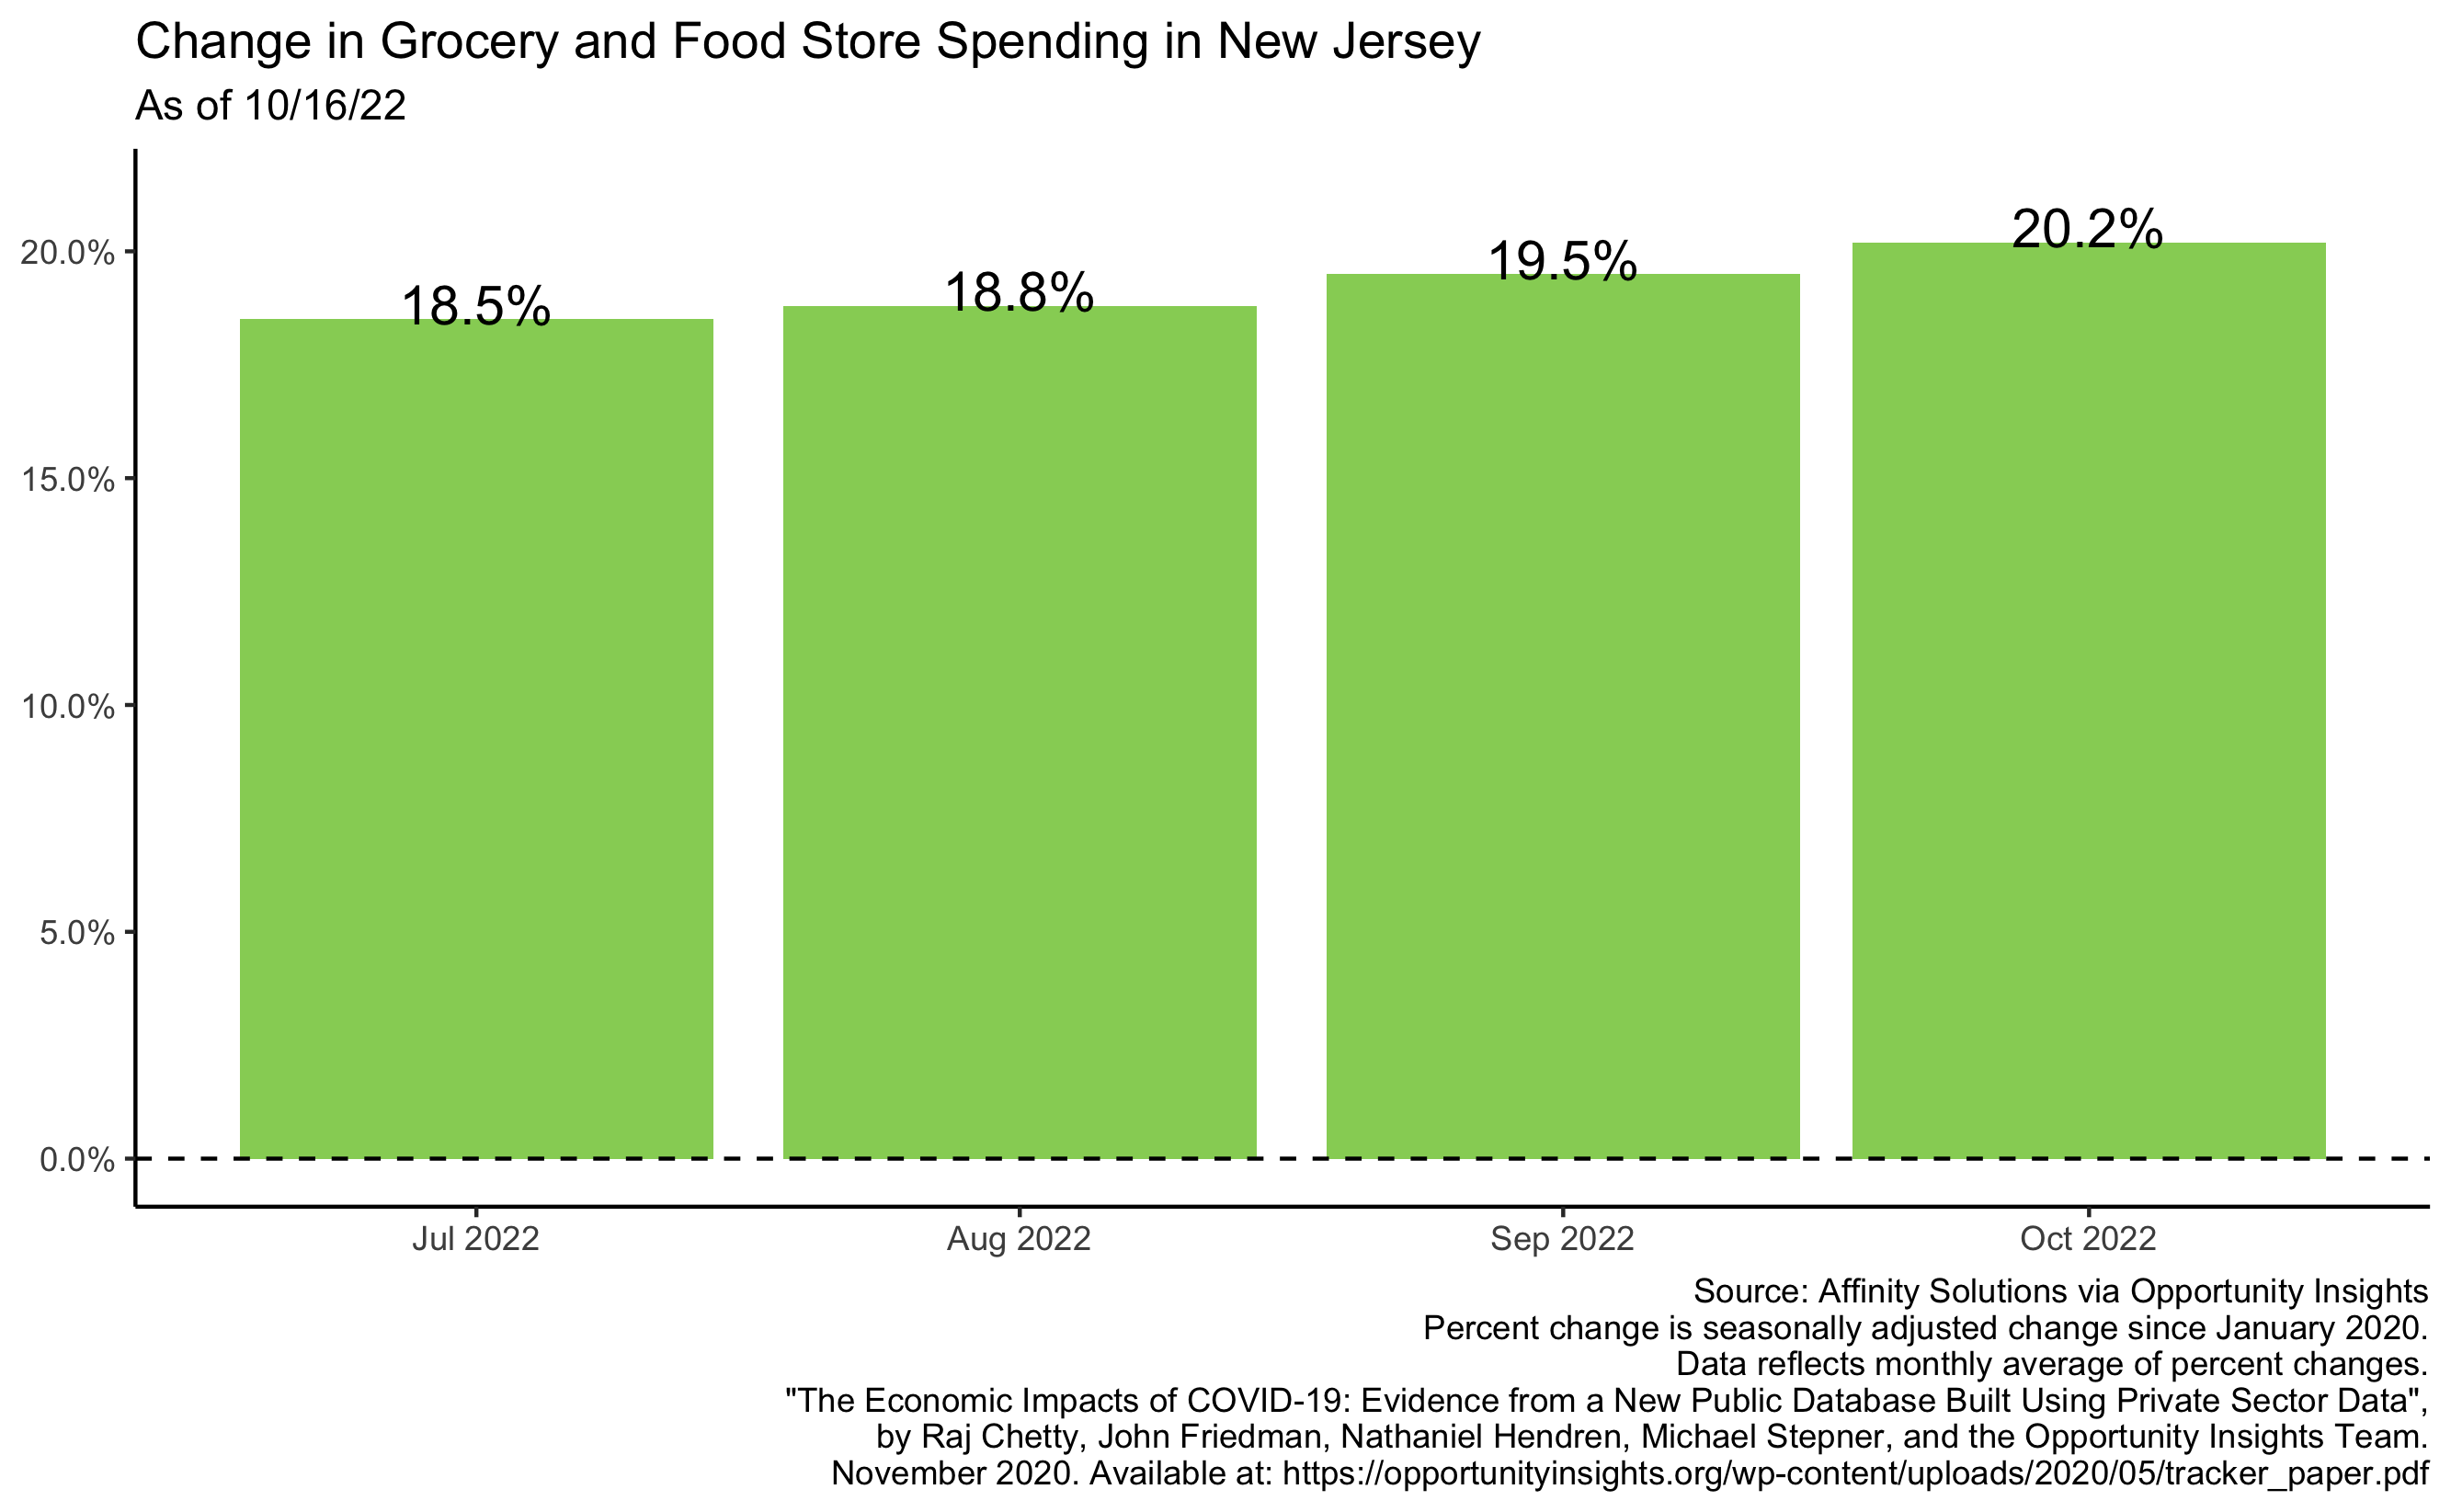 Change in Grocery and Food Store Spending in New Jersey
As of 10/16/22
20.0%
15.0%
10.0%
5.0%
0.0%
18.5%
18.8%
19.5%
20.2%
Jul 2022
Aug 2022
Sep 2022
Oct 2022
Source: Affinity Solutions via Opportunity Insights
Percent change is seasonally adjusted change since January 2020.
Data reflects monthly average of percent changes.
"The Economic Impacts of COVID-19: Evidence from a New Public Database Built Using Private Sector Data",
by Raj Chetty, John Friedman, Nathaniel Hendren, Michael Stepner, and the Opportunity Insights Team.
November 2020. Available at: https://opportunityinsights.org/wp-content/uploads/2020/05/tracker_paper.pdf